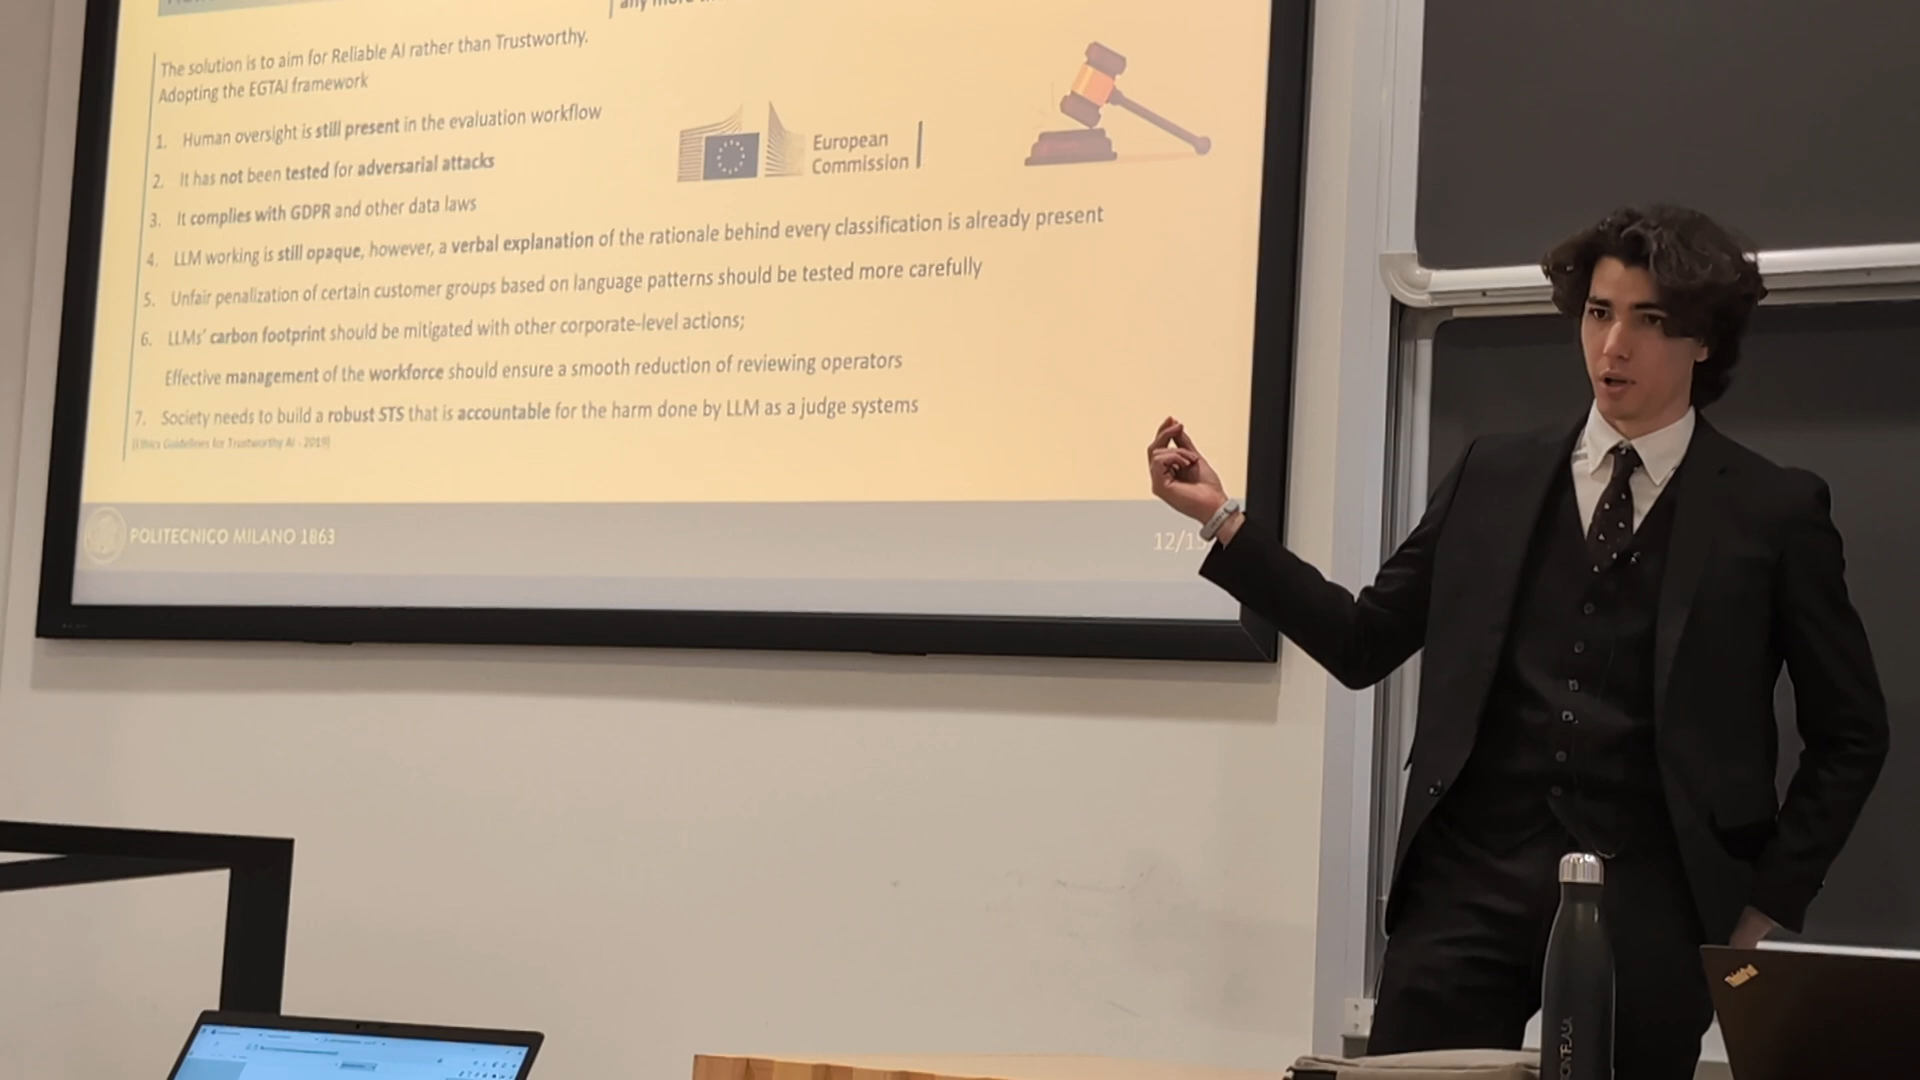 any more
The solution is to aim for Reliable AI rather than Trustworthy.
Adopting the EGTAI framework
1. Human oversight is still present in the evaluation workflow
2. It has not been tested for adversarial attacks
3. It complies with GDPR and other data laws
4. LLM working is still opaque, however, a verbal explanation of the rationale behind every classification is already present
5. Unfair penalization of certain customer groups based on language patterns should be tested more carefully
6. LLMs' carbon footprint should be mitigated with other corporate-level actions;
Effective management of the workforce should ensure a smooth reduction of reviewing operators
7. Society needs to build a robust STS that is accountable for the harm done by LLM as a judge systems
(Ethics Guidelines for Trustworthy AI - 2019)
European
Commission
POLITECNICO MILANO 1863
12/15
ThinkPad